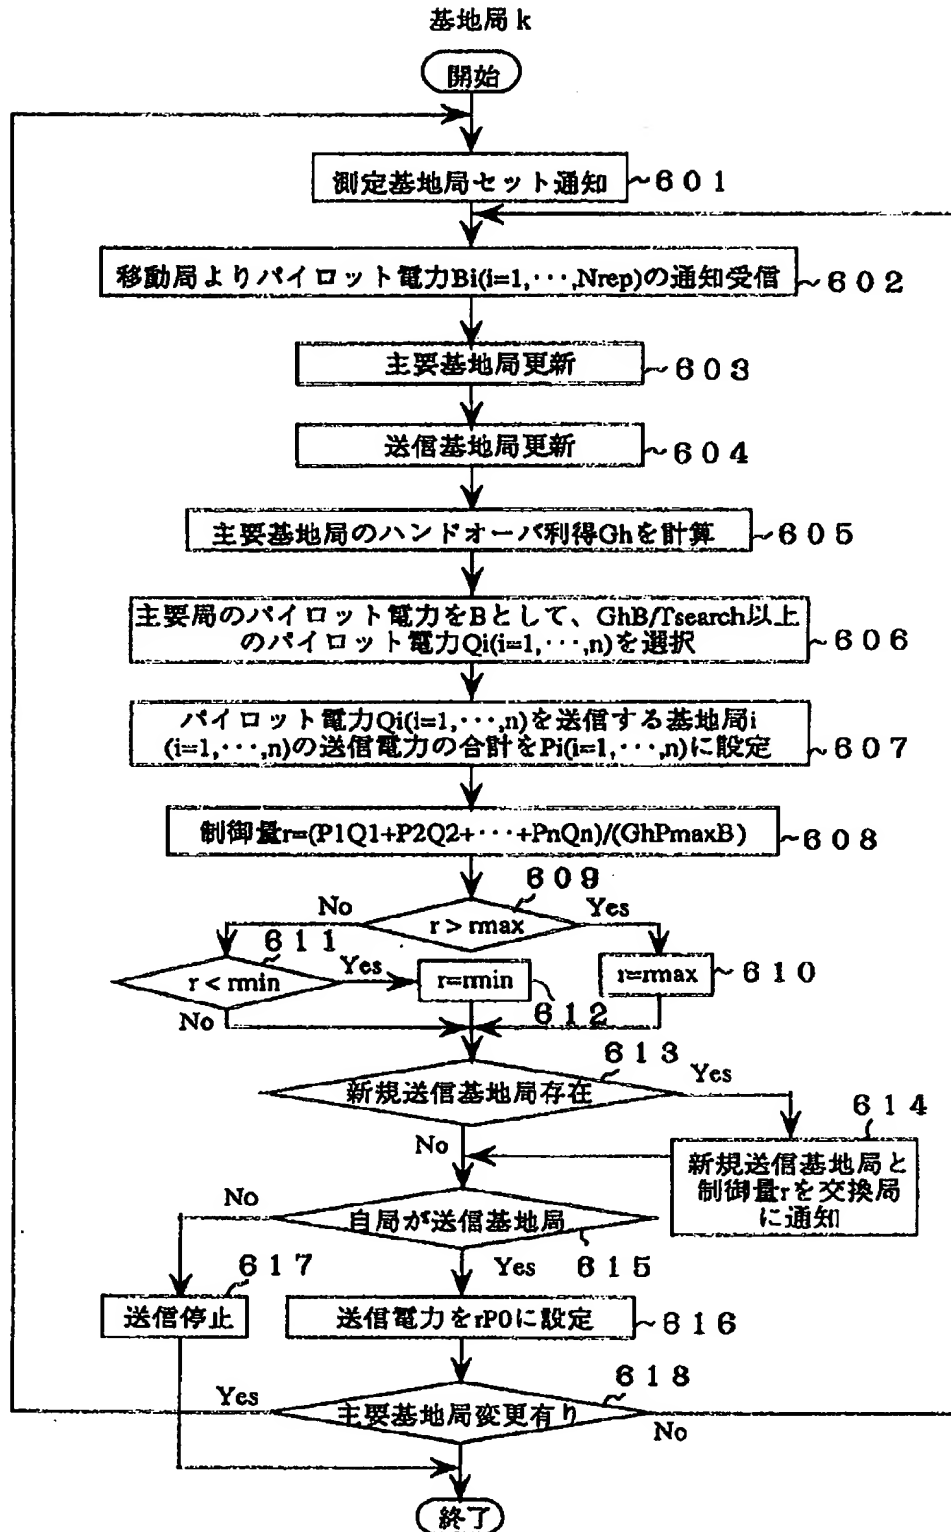 基地局 k
開始
測定基地局セット通知
~601
移動局よりパイロット電力Bi(i=1,···,Nrep)の通知受信
~602
主要基地局更新
~603
送信基地局更新
~604
主要基地局のハンドオーバ利得Ghを計算
~605
主要局のパイロット電力をBとして、GhB/Tsearch以上
のパイロット電力Qi(i=1,···,n)を選択
~606
パイロット電力Qi(i=1,···,n)を送信する基地局i
(i=1,···,n)の送信電力の合計をPi(i=1,···,n)に設定
~607
制御量r=(P1Q1+P2Q2+···+PnQn)/(GhPmaxB)
~608
609
No
r > rmax
Yes
611
r < rmin
Yes
r=rmin
r=rmax
~610
612
No
613
新規送信基地局存在
Yes
614
No
新規送信基地局と
制御量rを交換局
に通知
No
自局が送信基地局
615
617
Yes
送信停止
送信電力をrP0に設定
~616
618
Yes
主要基地局変更有り
No
終了